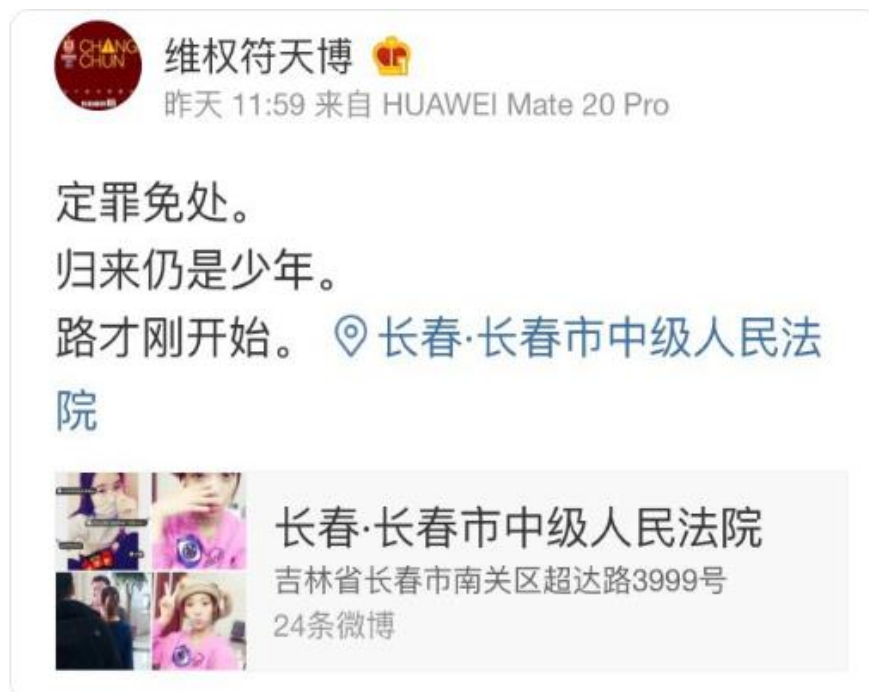 CHANG
CHUN
维权符天博
昨天 11:59 来自 HUAWEI Mate 20 Pro
定罪免处。
归来仍是少年。
路才刚开始。 长春·长春市中级人民法
院
长春·长春市中级人民法院
吉林省长春市南关区超达路3999号
24条微博